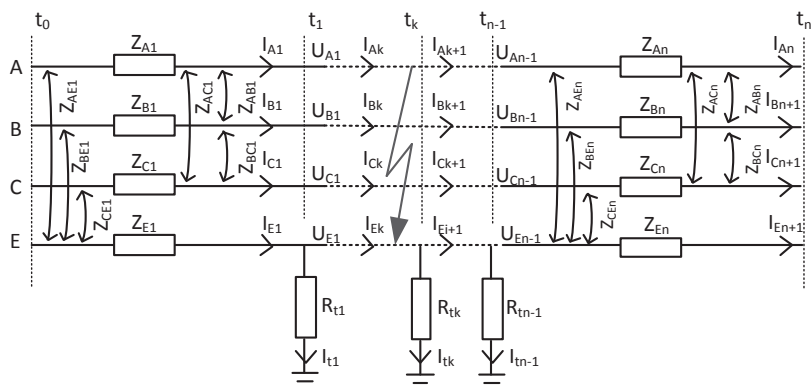 t0 t1 tk tn-1 tn
ZA1 IA1 IAk IAk+1 ZAn IAn
A UA1 UAn-1
ZAE1 ZAC1 ZAB1 ZAEn ZACn ZABn
ZB1 IB1 IBk IBk+1 ZBn IBn+1
B UB1 UBn-1
ZBE1 ZBC1 ZBEn ZBCn
ZC1 IC1 ICk ICk+1 ZCn ICn+1
C UC1 UCn-1
ZCE1 ZCEn
ZE1 IE1 IEk IEi+1 ZEn IEn+1
E UE1 UEn-1
Rt1 Rtk Rtn-1
It1 Itk Itn-1